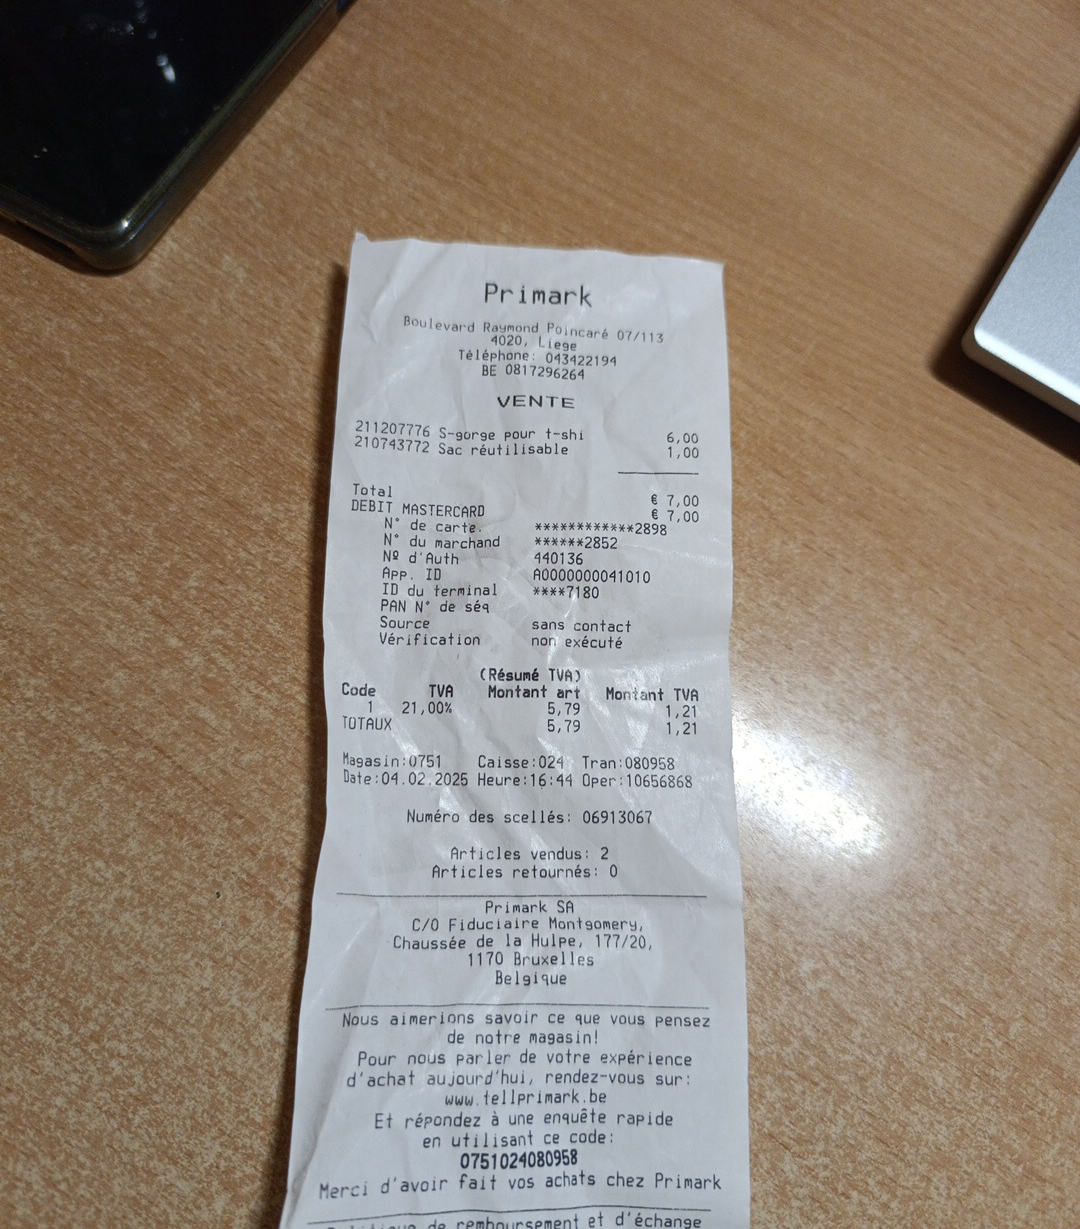 Primark
Boulevard Raymond Poincaré 07/113
4020, Liege
Téléphone: 043422194
BE 0817296264
VENTE
211207776 S-gorge pour t-shi 6,00
210743772 Sac réutilisable 1,00
Total € 7,00
DEBIT MASTERCARD € 7,00
N° de carte. ************2898
N° du marchand ******2852
Nº d'Auth 440136
App. ID A0000000041010
ID du terminal ****7180
PAN N° de séq
Source sans contact
Vérification non exécuté
(Résumé TVA)
Code TVA Montant art Montant TVA
1 21,00% 5,79 1,21
TOTAUX 5,79 1,21
Magasin:0751 Caisse:024 Tran:080958
Date:04.02.2025 Heure:16:44 Oper:10656868
Numéro des scellés: 06913067
Articles vendus: 2
Articles retournés: 0
Primark SA
C/O Fiduciaire Montgomery,
Chaussée de la Hulpe, 177/20,
1170 Bruxelles
Belgique
Nous aimerions savoir ce que vous pensez
de notre magasin!
Pour nous parler de votre expérience
d'achat aujourd'hui, rendez-vous sur:
www.tellprimark.be
Et répondez à une enquête rapide
en utilisant ce code:
0751024080958
Merci d'avoir fait vos achats chez Primark
Politique de remboursement et d'échange